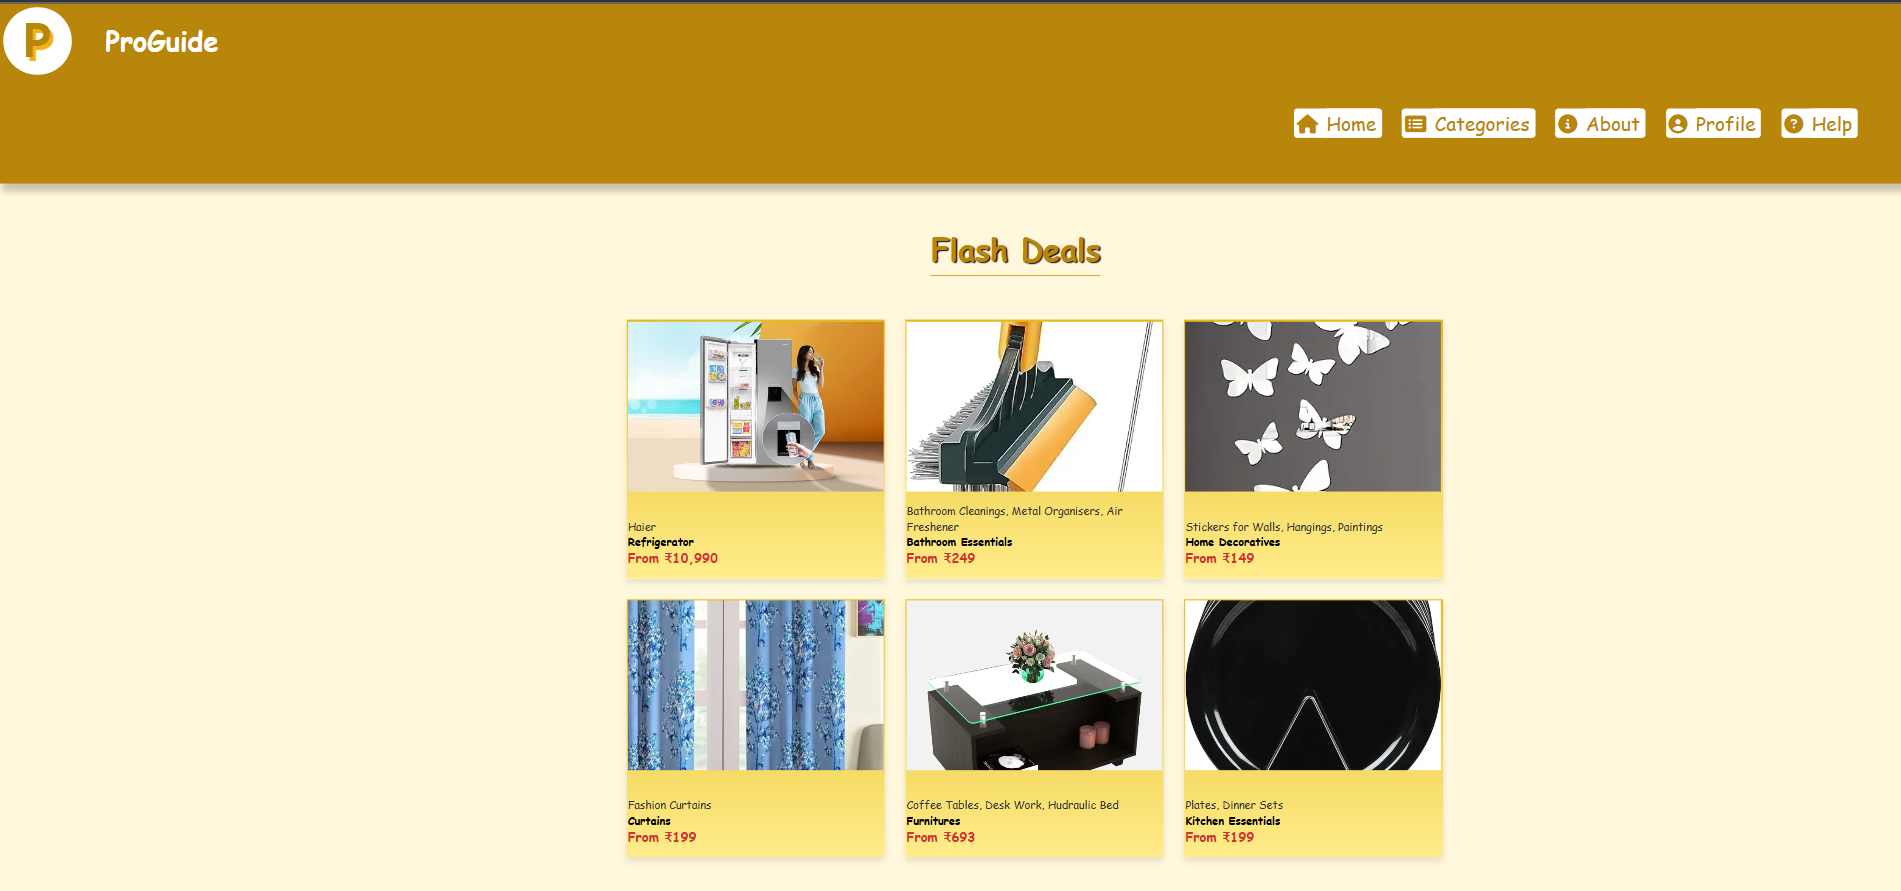 P
ProGuide
Home Categories About Profile Help
Flash Deals
Haier
Refrigerator
From ₹10,990
Bathroom Cleanings, Metal Organisers, Air
Freshener
Bathroom Essentials
From ₹249
Stickers for Walls, Hangings, Paintings
Home Decoratives
From ₹149
Fashion Curtains
Curtains
From ₹199
Coffee Tables, Desk Work, Hudraulic Bed
Furnitures
From ₹693
Plates, Dinner Sets
Kitchen Essentials
From ₹199